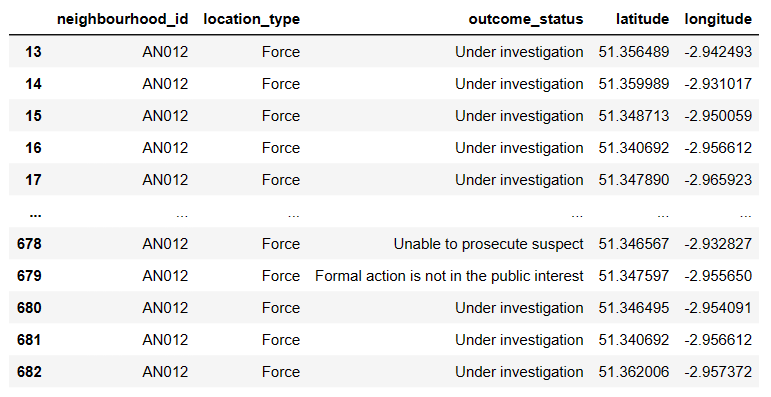 neighbourhood_id location_type outcome_status latitude longitude
13 AN012 Force Under investigation 51.356489 -2.942493
14 AN012 Force Under investigation 51.359989 -2.931017
15 AN012 Force Under investigation 51.348713 -2.950059
16 AN012 Force Under investigation 51.340692 -2.956612
17 AN012 Force Under investigation 51.347890 -2.965923
... ... ... ... ... ...
678 AN012 Force Unable to prosecute suspect 51.346567 -2.932827
679 AN012 Force Formal action is not in the public interest 51.347597 -2.955650
680 AN012 Force Under investigation 51.346495 -2.954091
681 AN012 Force Under investigation 51.340692 -2.956612
682 AN012 Force Under investigation 51.362006 -2.957372